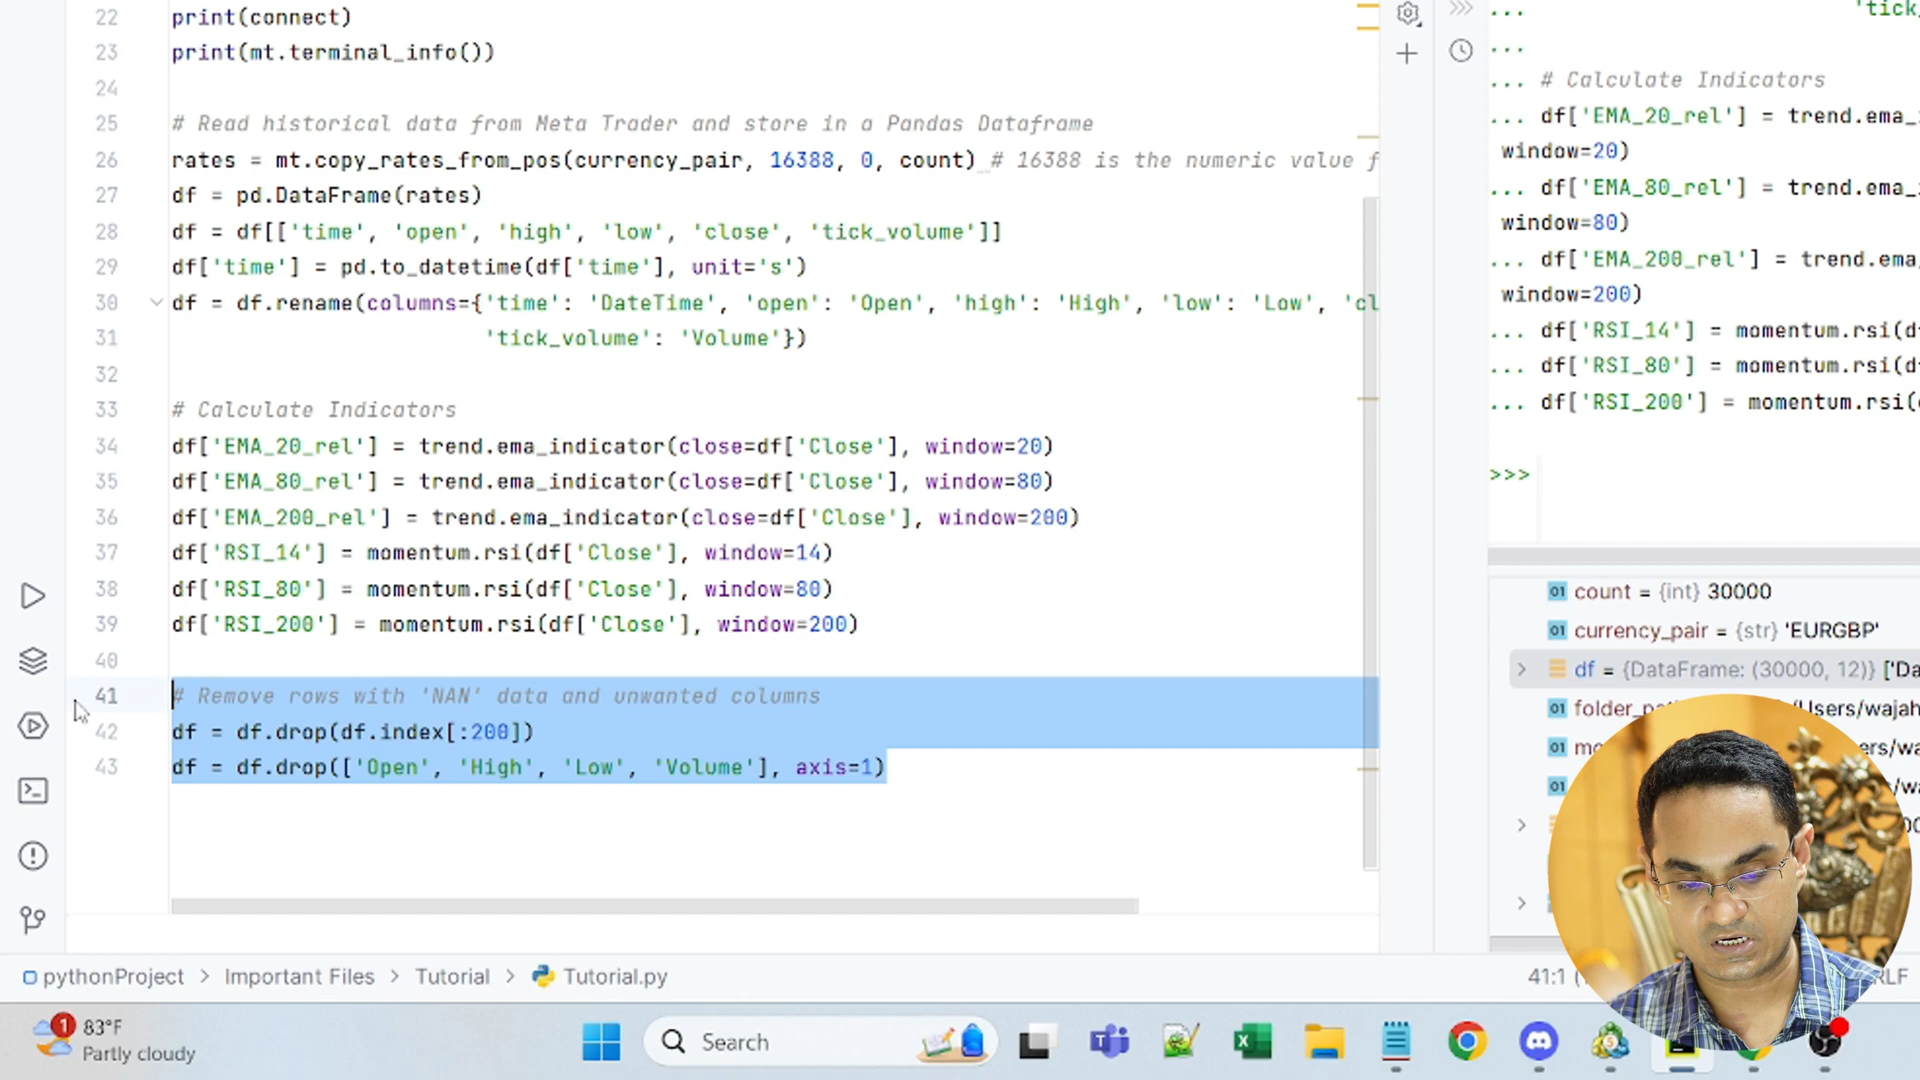 22 print(connect)
23 print(mt.terminal_info())
24
25 # Read historical data from Meta Trader and store in a Pandas Dataframe
26 rates = mt.copy_rates_from_pos(currency_pair, 16388, 0, count) # 16388 is the numeric value f
27 df = pd.DataFrame(rates)
28 df = df[['time', 'open', 'high', 'low', 'close', 'tick_volume']]
29 df['time'] = pd.to_datetime(df['time'], unit='s')
30 df = df.rename(columns={'time': 'DateTime', 'open': 'Open', 'high': 'High', 'low': 'Low', 'cl
31 'tick_volume': 'Volume'})
32
33 # Calculate Indicators
34 df['EMA_20_rel'] = trend.ema_indicator(close=df['Close'], window=20)
35 df['EMA_80_rel'] = trend.ema_indicator(close=df['Close'], window=80)
36 df['EMA_200_rel'] = trend.ema_indicator(close=df['Close'], window=200)
37 df['RSI_14'] = momentum.rsi(df['Close'], window=14)
38 df['RSI_80'] = momentum.rsi(df['Close'], window=80)
39 df['RSI_200'] = momentum.rsi(df['Close'], window=200)
40
41 # Remove rows with 'NAN' data and unwanted columns
42 df = df.drop(df.index[:200])
43 df = df.drop(['Open', 'High', 'Low', 'Volume'], axis=1)
... 'tick
...
... # Calculate Indicators
... df['EMA_20_rel'] = trend.ema_
window=20)
... df['EMA_80_rel'] = trend.ema_
window=80)
... df['EMA_200_rel'] = trend.ema
window=200)
... df['RSI_14'] = momentum.rsi(d
... df['RSI_80'] = momentum.rsi(d
... df['RSI_200'] = momentum.rsi(
>>>
01 count = {int} 30000
01 currency_pair = {str} 'EURGBP'
df = {DataFrame: (30000, 12)} ['Da
01 folder_ /Users/wajah
01
01
pythonProject > Important Files > Tutorial > Tutorial.py
41:1
RLF
1 83°F
Partly cloudy
Search